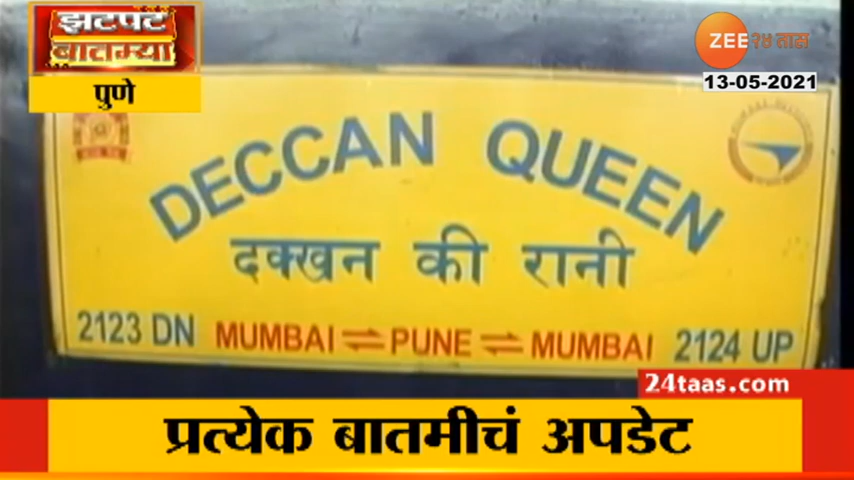 झटपट
बातम्या
पुणे
ZEE २४ तास
13-05-2021
DECCAN QUEEN
दक्खन की रानी
2123 DN MUMBAI ⇌ PUNE ⇌ MUMBAI 2124 UP
24taas.com
प्रत्येक बातमीचं अपडेट